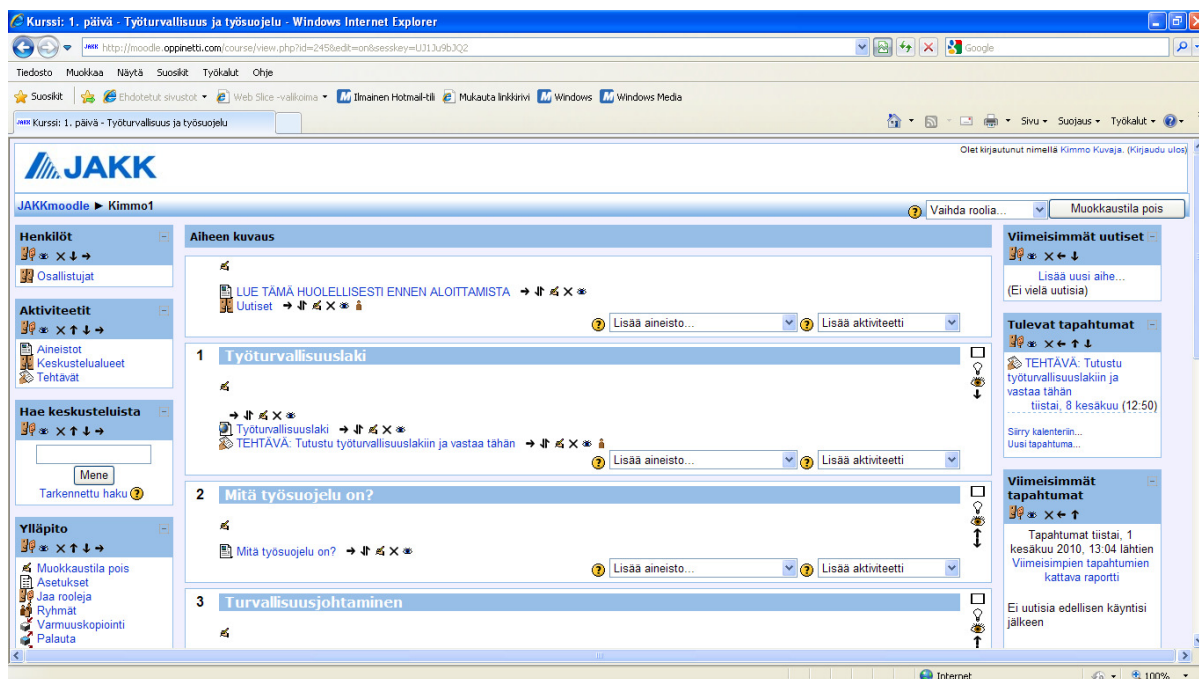 Kurssi: 1. päivä - Työturvallisuus ja työsuojelu - Windows Internet Explorer
JAKK http://moodle.oppinetti.com/course/view.php?id=245&edit=on&sesskey=UJ1Ju9bJQ2
Google
Tiedosto Muokkaa Näytä Suosikit Työkalut Ohje
Suosikit Ehdotetut sivustot Web Slice -valikoima Ilmainen Hotmail-tili Mukauta linkkirivi Windows Windows Media
JAKK Kurssi: 1. päivä - Työturvallisuus ja työsuojelu
Sivu Suojaus Työkalut
JAKK
Olet kirjautunut nimellä Kimmo Kuvaja. (Kirjaudu ulos)
JAKKmoodle ► Kimmo1
Vaihda roolia...
Muokkaustila pois
Henkilöt
Osallistujat
Aktiviteetit
Aineistot
Keskustelualueet
Tehtävät
Hae keskusteluista
Mene
Tarkennettu haku
Ylläpito
Muokkaustila pois
Asetukset
Jaa rooleja
Ryhmät
Varmuuskopiointi
Palauta
Aiheen kuvaus
LUE TÄMÄ HUOLELLISESTI ENNEN ALOITTAMISTA
Uutiset
Lisää aineisto... Lisää aktiviteetti
1 Työturvallisuuslaki
Työturvallisuuslaki
TEHTÄVÄ: Tutustu työturvallisuuslakiin ja vastaa tähän
Lisää aineisto... Lisää aktiviteetti
2 Mitä työsuojelu on?
Mitä työsuojelu on?
Lisää aineisto... Lisää aktiviteetti
3 Turvallisuusjohtaminen
Viimeisimmät uutiset
Lisää uusi aihe...
(Ei vielä uutisia)
Tulevat tapahtumat
TEHTÄVÄ: Tutustu
työturvallisuuslakiin ja
vastaa tähän
tiistai, 8 kesäkuu (12:50)
Siirry kalenteriin...
Uusi tapahtuma...
Viimeisimmät
tapahtumat
Tapahtumat tiistai, 1
kesäkuu 2010, 13:04 lähtien
Viimeisimpien tapahtumien
kattava raportti
Ei uutisia edellisen käyntisi
jälkeen
Internet
100%